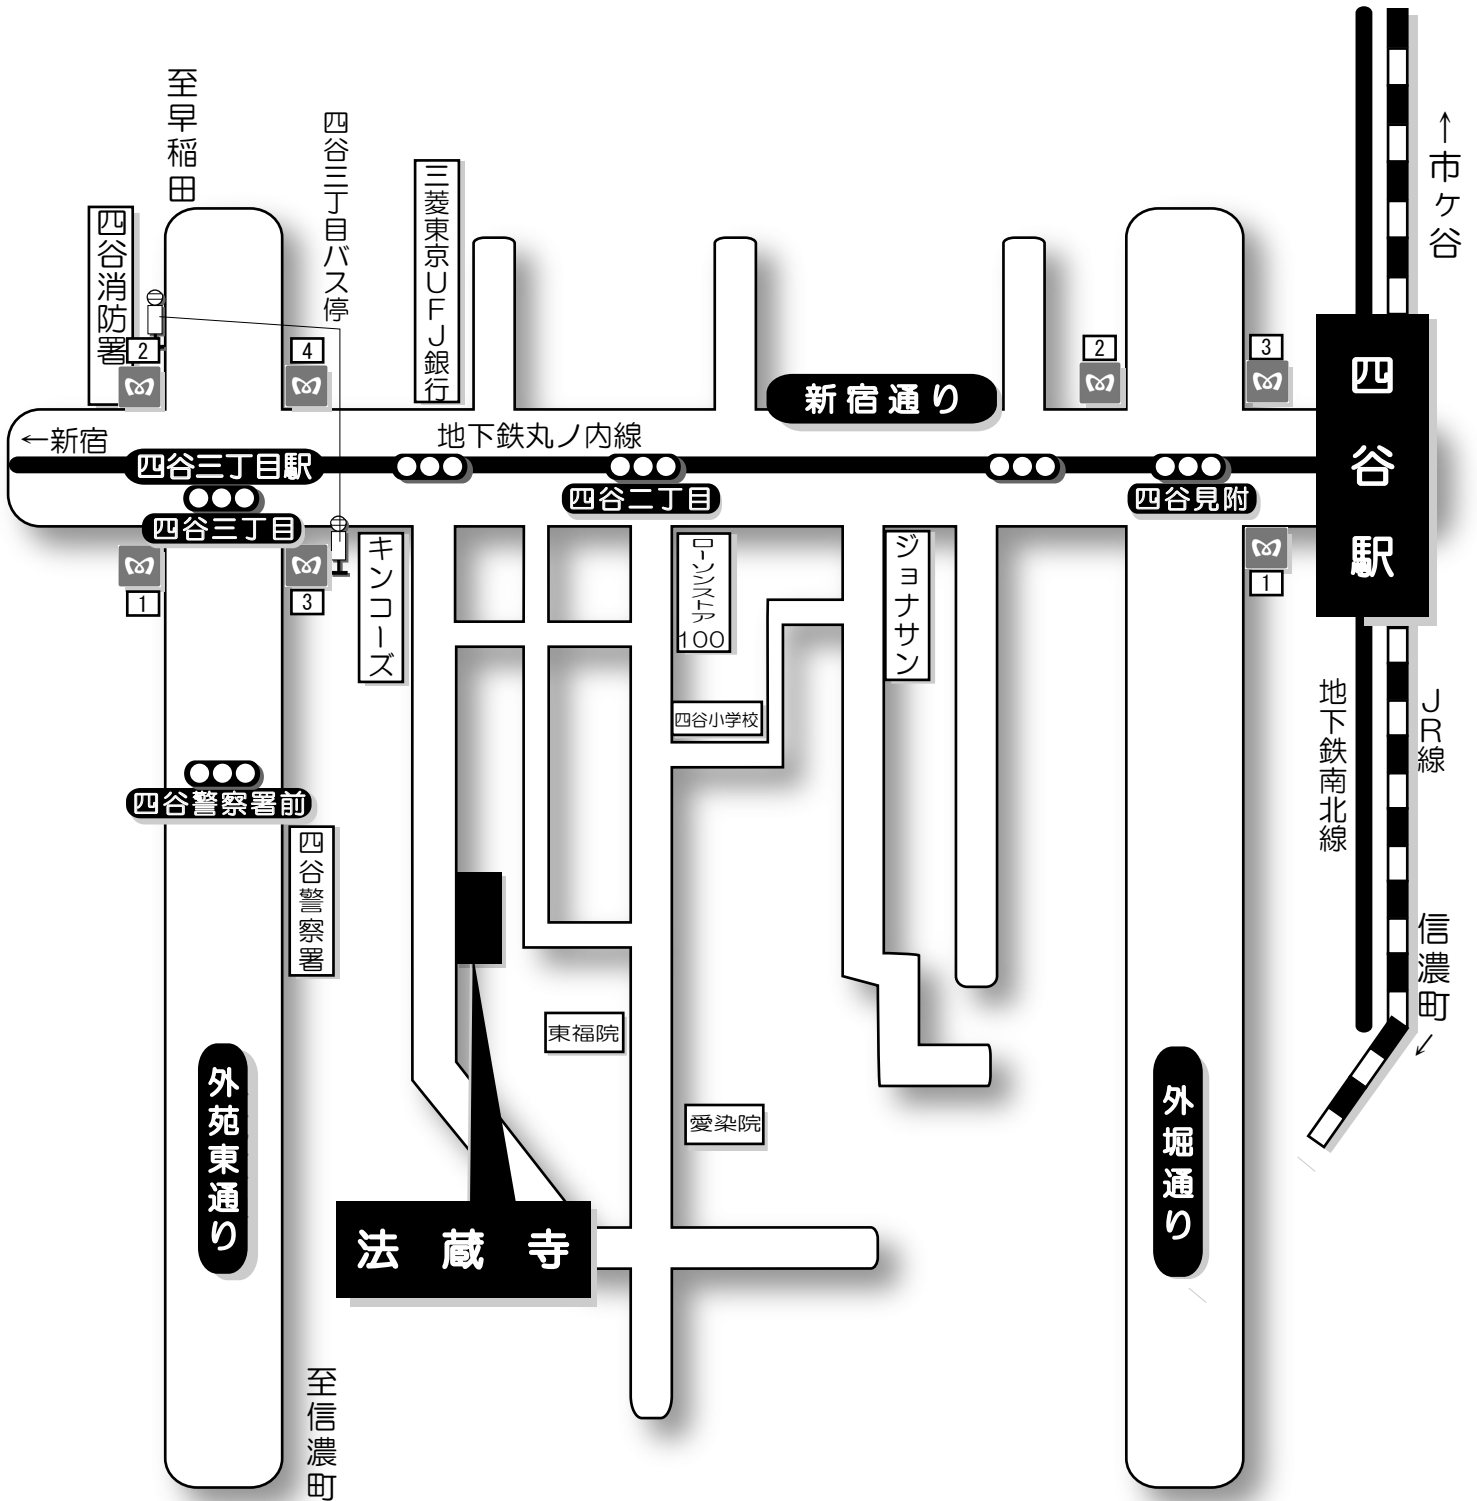 至早稲田
四谷三丁目バス停
三菱東京UFJ銀行
四谷消防署
↑市ヶ谷
2
4
2
3
四谷駅
新宿通り
←新宿
地下鉄丸ノ内線
四谷三丁目駅
四谷三丁目
四谷二丁目
四谷見附
1
3
1
キンコーズ
ローソンストア
100
ジョナサン
四谷小学校
地下鉄南北線
JR線
四谷警察署前
四谷警察署
信濃町↓
東福院
愛染院
外苑東通り
外堀通り
法蔵寺
至信濃町